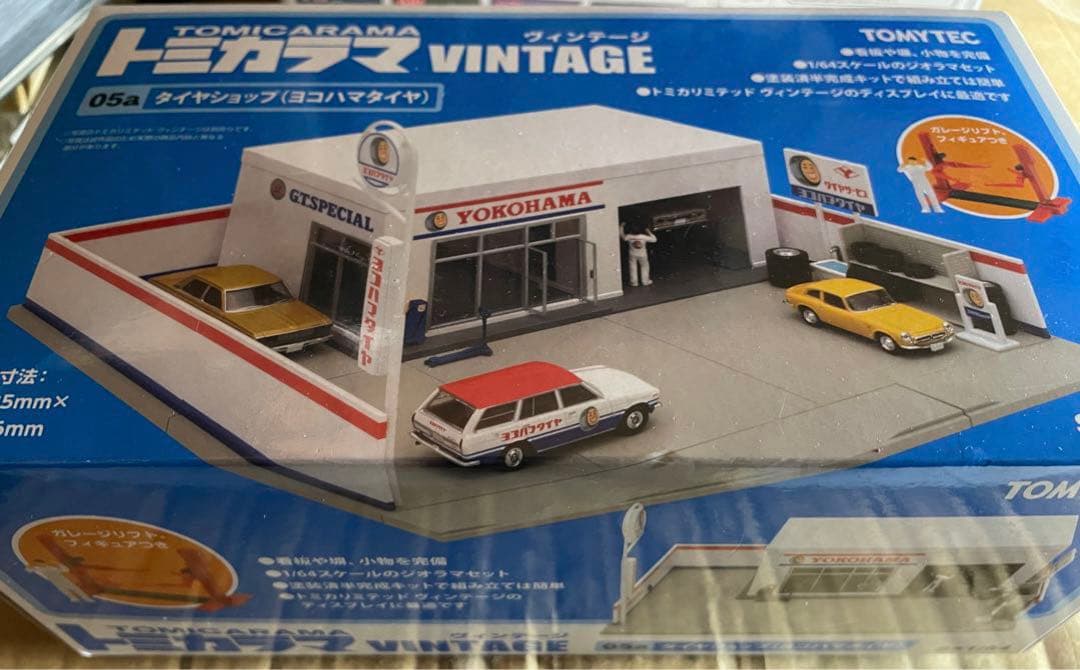 TOMICARAMA
トミカラマ
ヴィンテージ
VINTAGE
TOMYTEC
●看板や塀、小物を完備
●1/64スケールのジオラマセット
●塗装済半完成キットで組み立ては簡単
●トミカリミテッド ヴィンテージのディスプレイに最適です
05a タイヤショップ(ヨコハマタイヤ)
ガレージリフト・
フィギュアつき
GT.SPECIAL
YOKOHAMA
タイヤサービス
ヨコハマタイヤ
ヨコハマタイヤ
ヨコハマタイヤ
寸法:
5mm×
5mm
TOM
ガレージリフト・
フィギュアつき
●看板や塀、小物を完備
●1/64スケールのジオラマセット
●塗装済半完成キットで組み立ては簡単
●トミカリミテッド ヴィンテージの
ディスプレイに最適です
YOKOHAMA
TOMICARAMA
トミカラマ
ヴィンテージ
VINTAGE
05a